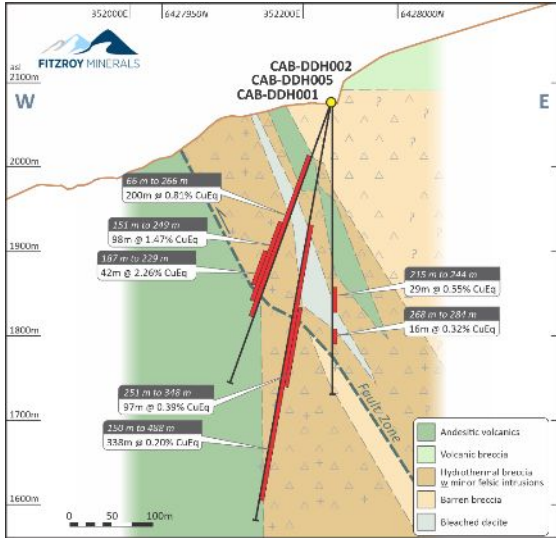 352000E
6427950N
352200E
6428000N
FITZROY MINERALS
asl
2100m
W
CAB-DDH002
CAB-DDH005
CAB-DDH001
E
2000m
66 m to 266 m
200m @ 0.81% CuEq
151 m to 249 m
98m @ 1.47% CuEq
1900m
187 m to 229 m
42m @ 2.26% CuEq
215 m to 244 m
29m @ 0.55% CuEq
268 m to 284 m
16m @ 0.32% CuEq
1800m
251 m to 348 m
97m @ 0.39% CuEq
Fault Zone
1700m
150 m to 488 m
338m @ 0.20% CuEq
Andesitic volcanics
Volcanic breccia
Hydrothermal breccia
w minor felsic intrusions
Barren breccia
Bleached dacite
1600m
0 50 100m
? ? ? ? ?